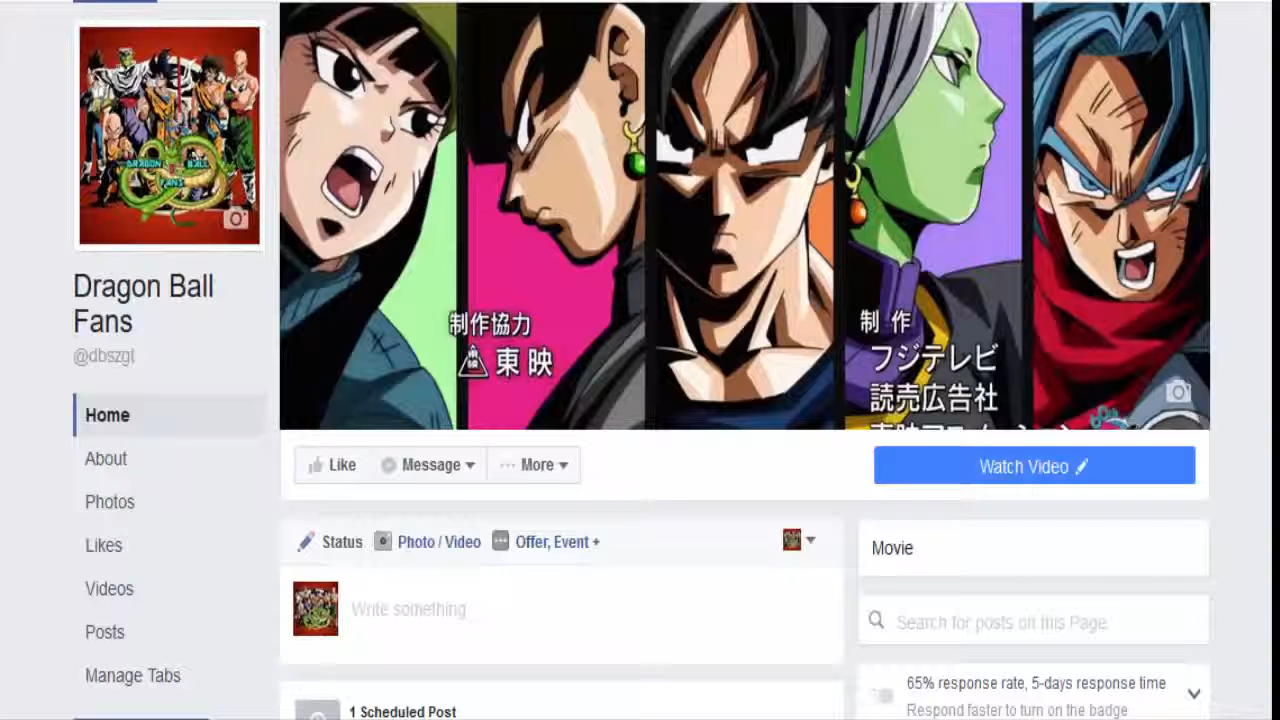 DRAGON BALL
FANS
Dragon Ball
Fans
@dbszgt
Home
About
Photos
Likes
Videos
Posts
Manage Tabs
制作協力
東映
制 作
フジテレビ
読売広告社
Like
Message
More
Watch Video
Status
Photo / Video
Offer, Event +
Write something
1 Scheduled Post
Movie
Search for posts on this Page
65% response rate, 5-days response time
Respond faster to turn on the badge